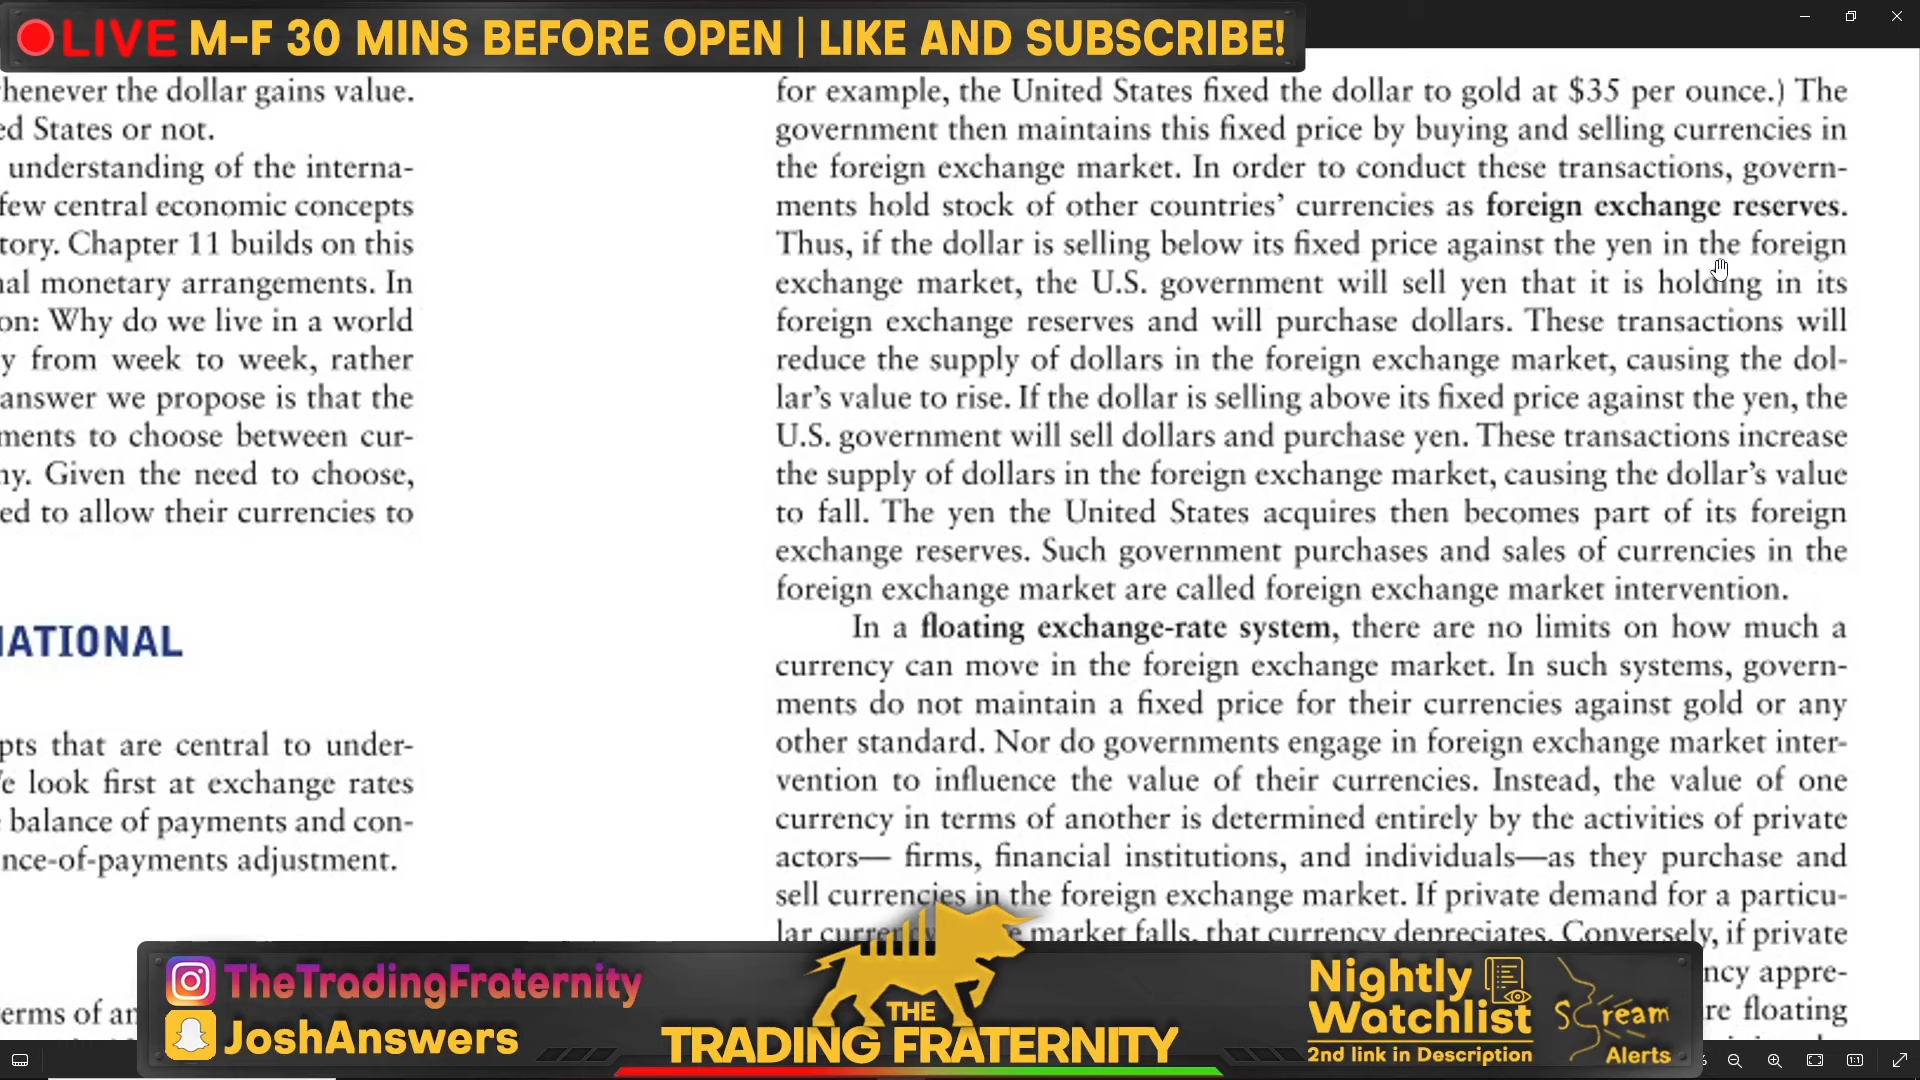 LIVE M-F 30 MINS BEFORE OPEN | LIKE AND SUBSCRIBE!
henever the dollar gains value.
ed States or not.
understanding of the interna-
few central economic concepts
tory. Chapter 11 builds on this
nal monetary arrangements. In
on: Why do we live in a world
y from week to week, rather
answer we propose is that the
ments to choose between cur-
ny. Given the need to choose,
ed to allow their currencies to
NATIONAL
pts that are central to under-
e look first at exchange rates
balance of payments and con-
nce-of-payments adjustment.
erms of an
for example, the United States fixed the dollar to gold at $35 per ounce.) The
government then maintains this fixed price by buying and selling currencies in
the foreign exchange market. In order to conduct these transactions, govern-
ments hold stock of other countries’ currencies as foreign exchange reserves.
Thus, if the dollar is selling below its fixed price against the yen in the foreign
exchange market, the U.S. government will sell yen that it is holding in its
foreign exchange reserves and will purchase dollars. These transactions will
reduce the supply of dollars in the foreign exchange market, causing the dol-
lar’s value to rise. If the dollar is selling above its fixed price against the yen, the
U.S. government will sell dollars and purchase yen. These transactions increase
the supply of dollars in the foreign exchange market, causing the dollar’s value
to fall. The yen the United States acquires then becomes part of its foreign
exchange reserves. Such government purchases and sales of currencies in the
foreign exchange market are called foreign exchange market intervention.
In a floating exchange-rate system, there are no limits on how much a
currency can move in the foreign exchange market. In such systems, govern-
ments do not maintain a fixed price for their currencies against gold or any
other standard. Nor do governments engage in foreign exchange market inter-
vention to influence the value of their currencies. Instead, the value of one
currency in terms of another is determined entirely by the activities of private
actors— firms, financial institutions, and individuals—as they purchase and
sell currencies in the foreign exchange market. If private demand for a particu-
lar market falls, that currency depreciates. Conversely, if private
ncy appre-
re floating
TheTradingFraternity
JoshAnswers
THE
TRADING FRATERNITY
Nightly
Watchlist
2nd link in Description
Scream
Alerts
1:1